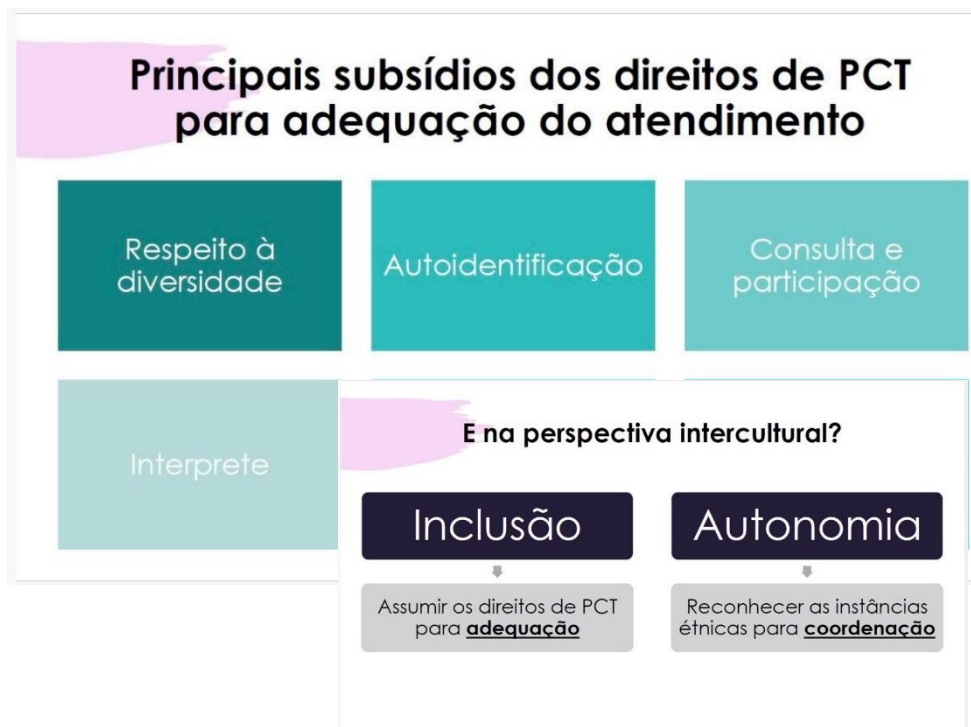 Principais subsídios dos direitos de PCT
para adequação do atendimento
Respeito à
diversidade
Autoidentificação
Consulta e
participação
Interprete
E na perspectiva intercultural?
Inclusão
Autonomia
Assumir os direitos de PCT
para adequação
Reconhecer as instâncias
étnicas para coordenação